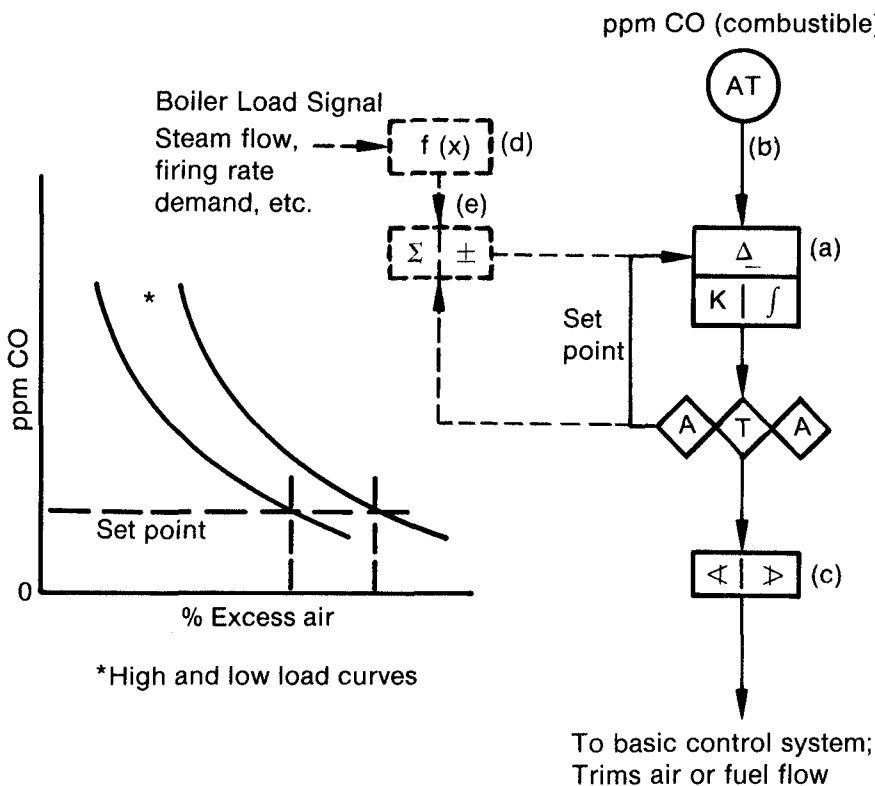 ppm CO (combustible)
AT
Boiler Load Signal
Steam flow,
firing rate
demand, etc.
f (x)
(d)
(b)
(e)
Σ ±
Δ
(a)
K ∫
Set
point
*
ppm CO
A T A
Set point
0
% Excess air
≮ ≯
(c)
*High and low load curves
To basic control system;
Trims air or fuel flow